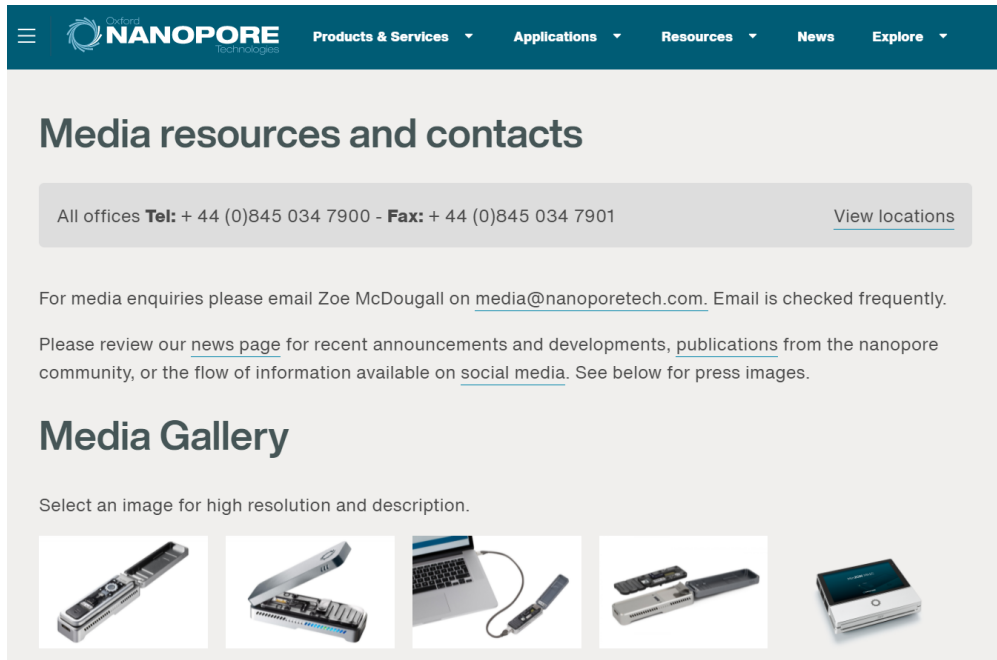 Oxford
NANOPORE
Technologies
Products & Services
Applications
Resources
News
Explore
Media resources and contacts
All offices Tel: + 44 (0)845 034 7900 - Fax: + 44 (0)845 034 7901
View locations
For media enquiries please email Zoe McDougall on media@nanoporetech.com. Email is checked frequently.
Please review our news page for recent announcements and developments, publications from the nanopore
community, or the flow of information available on social media. See below for press images.
Media Gallery
Select an image for high resolution and description.